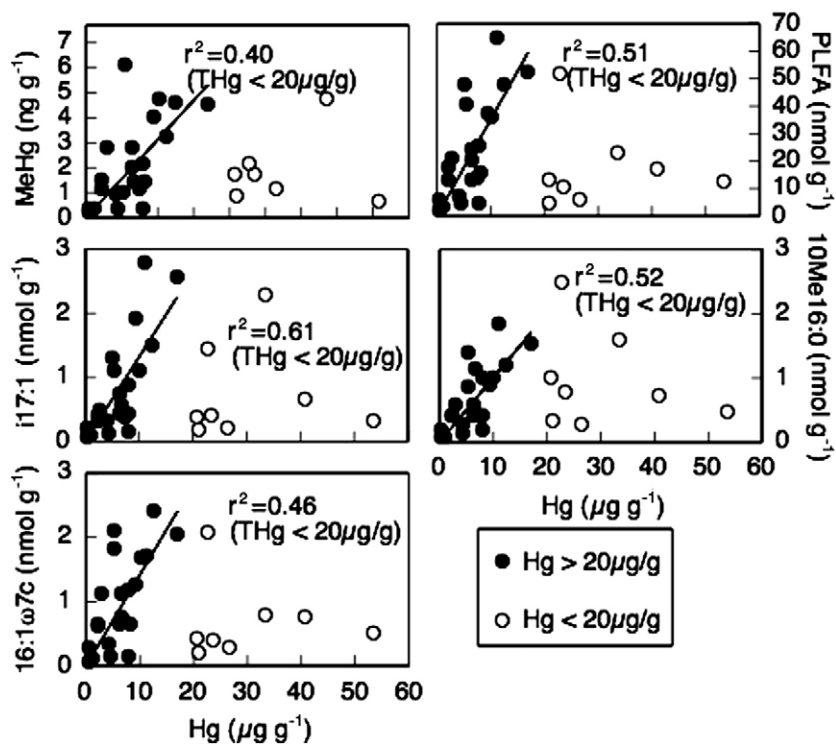 7
6
5
4
3
2
1
0
MeHg (ng g⁻¹)
r²=0.40
(THg < 20µg/g)
70
60
50
40
30
20
10
0
PLFA (nmol g⁻¹)
r²=0.51
(THg < 20µg/g)
3
2
1
0
i17:1 (nmol g⁻¹)
r²=0.61
(THg < 20µg/g)
3
2
1
0
10Me16:0 (nmol g⁻¹)
r²=0.52
(THg < 20µg/g)
0 10 20 30 40 50 60
Hg (µg g⁻¹)
3
2
1
0
16:1ω7c (nmol g⁻¹)
r²=0.46
(THg < 20µg/g)
0 10 20 30 40 50 60
Hg (µg g⁻¹)
Hg > 20µg/g
Hg < 20µg/g